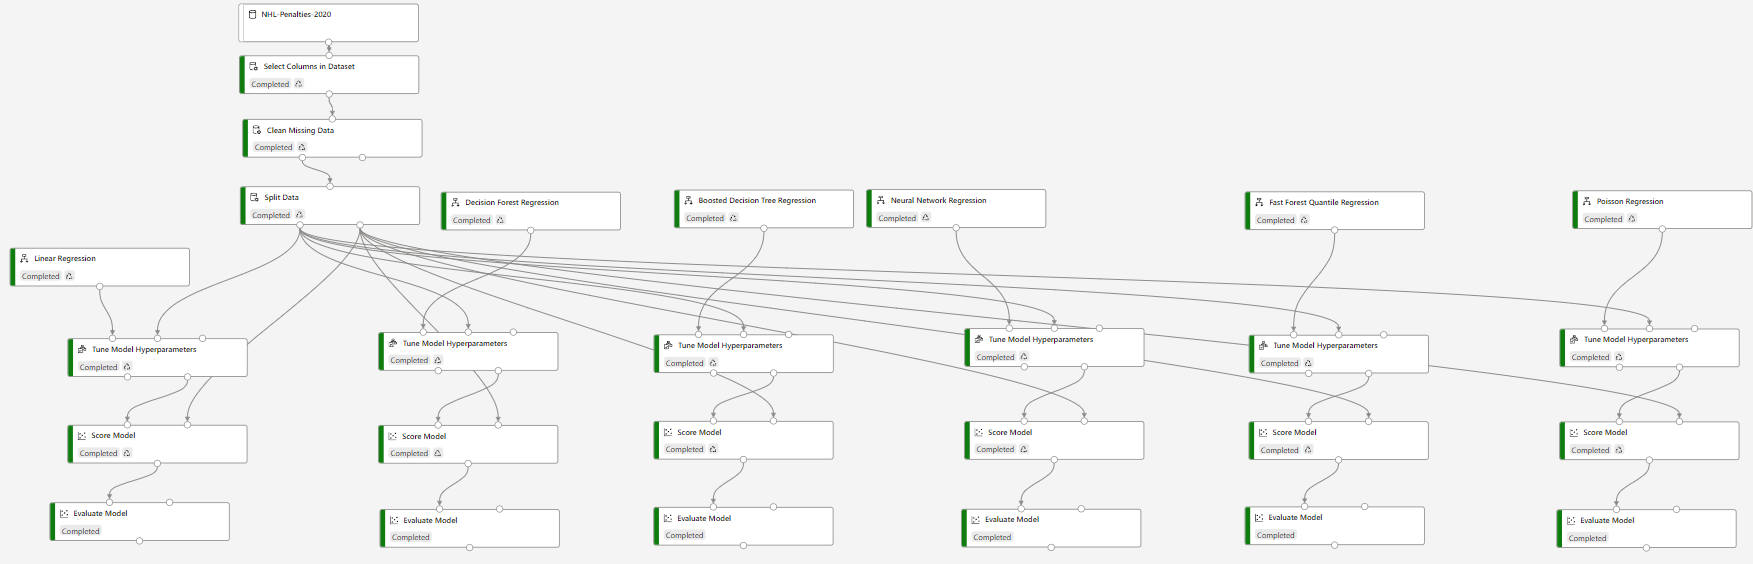 NHL-Penalties-2020
Select Columns in Dataset
Completed
Clean Missing Data
Completed
Split Data
Completed
Decision Forest Regression
Completed
Boosted Decision Tree Regression
Completed
Neural Network Regression
Completed
Fast Forest Quantile Regression
Completed
Poisson Regression
Completed
Linear Regression
Completed
Tune Model Hyperparameters
Completed
Tune Model Hyperparameters
Completed
Tune Model Hyperparameters
Completed
Tune Model Hyperparameters
Completed
Tune Model Hyperparameters
Completed
Tune Model Hyperparameters
Completed
Score Model
Completed
Score Model
Completed
Score Model
Completed
Score Model
Completed
Score Model
Completed
Score Model
Completed
Evaluate Model
Completed
Evaluate Model
Completed
Evaluate Model
Completed
Evaluate Model
Completed
Evaluate Model
Completed
Evaluate Model
Completed